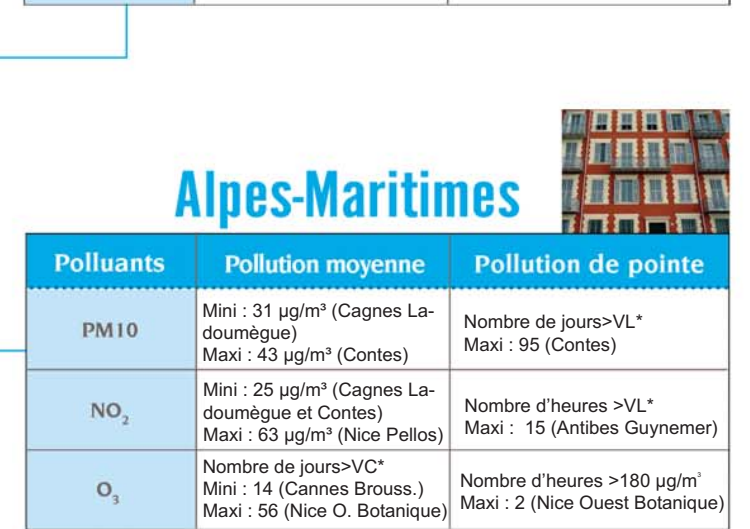 Alpes-Maritimes
Polluants
Pollution moyenne
Pollution de pointe
PM10
Mini : 31 µg/m³ (Cagnes La-
doumègue)
Maxi : 43 µg/m³ (Contes)
Nombre de jours>VL*
Maxi : 95 (Contes)
NO₂
Mini : 25 µg/m³ (Cagnes La-
doumègue et Contes)
Maxi : 63 µg/m³ (Nice Pellos)
Nombre d'heures >VL*
Maxi : 15 (Antibes Guynemer)
O₃
Nombre de jours>VC*
Mini : 14 (Cannes Brouss.)
Maxi : 56 (Nice O. Botanique)
Nombre d'heures >180 µg/m³
Maxi : 2 (Nice Ouest Botanique)